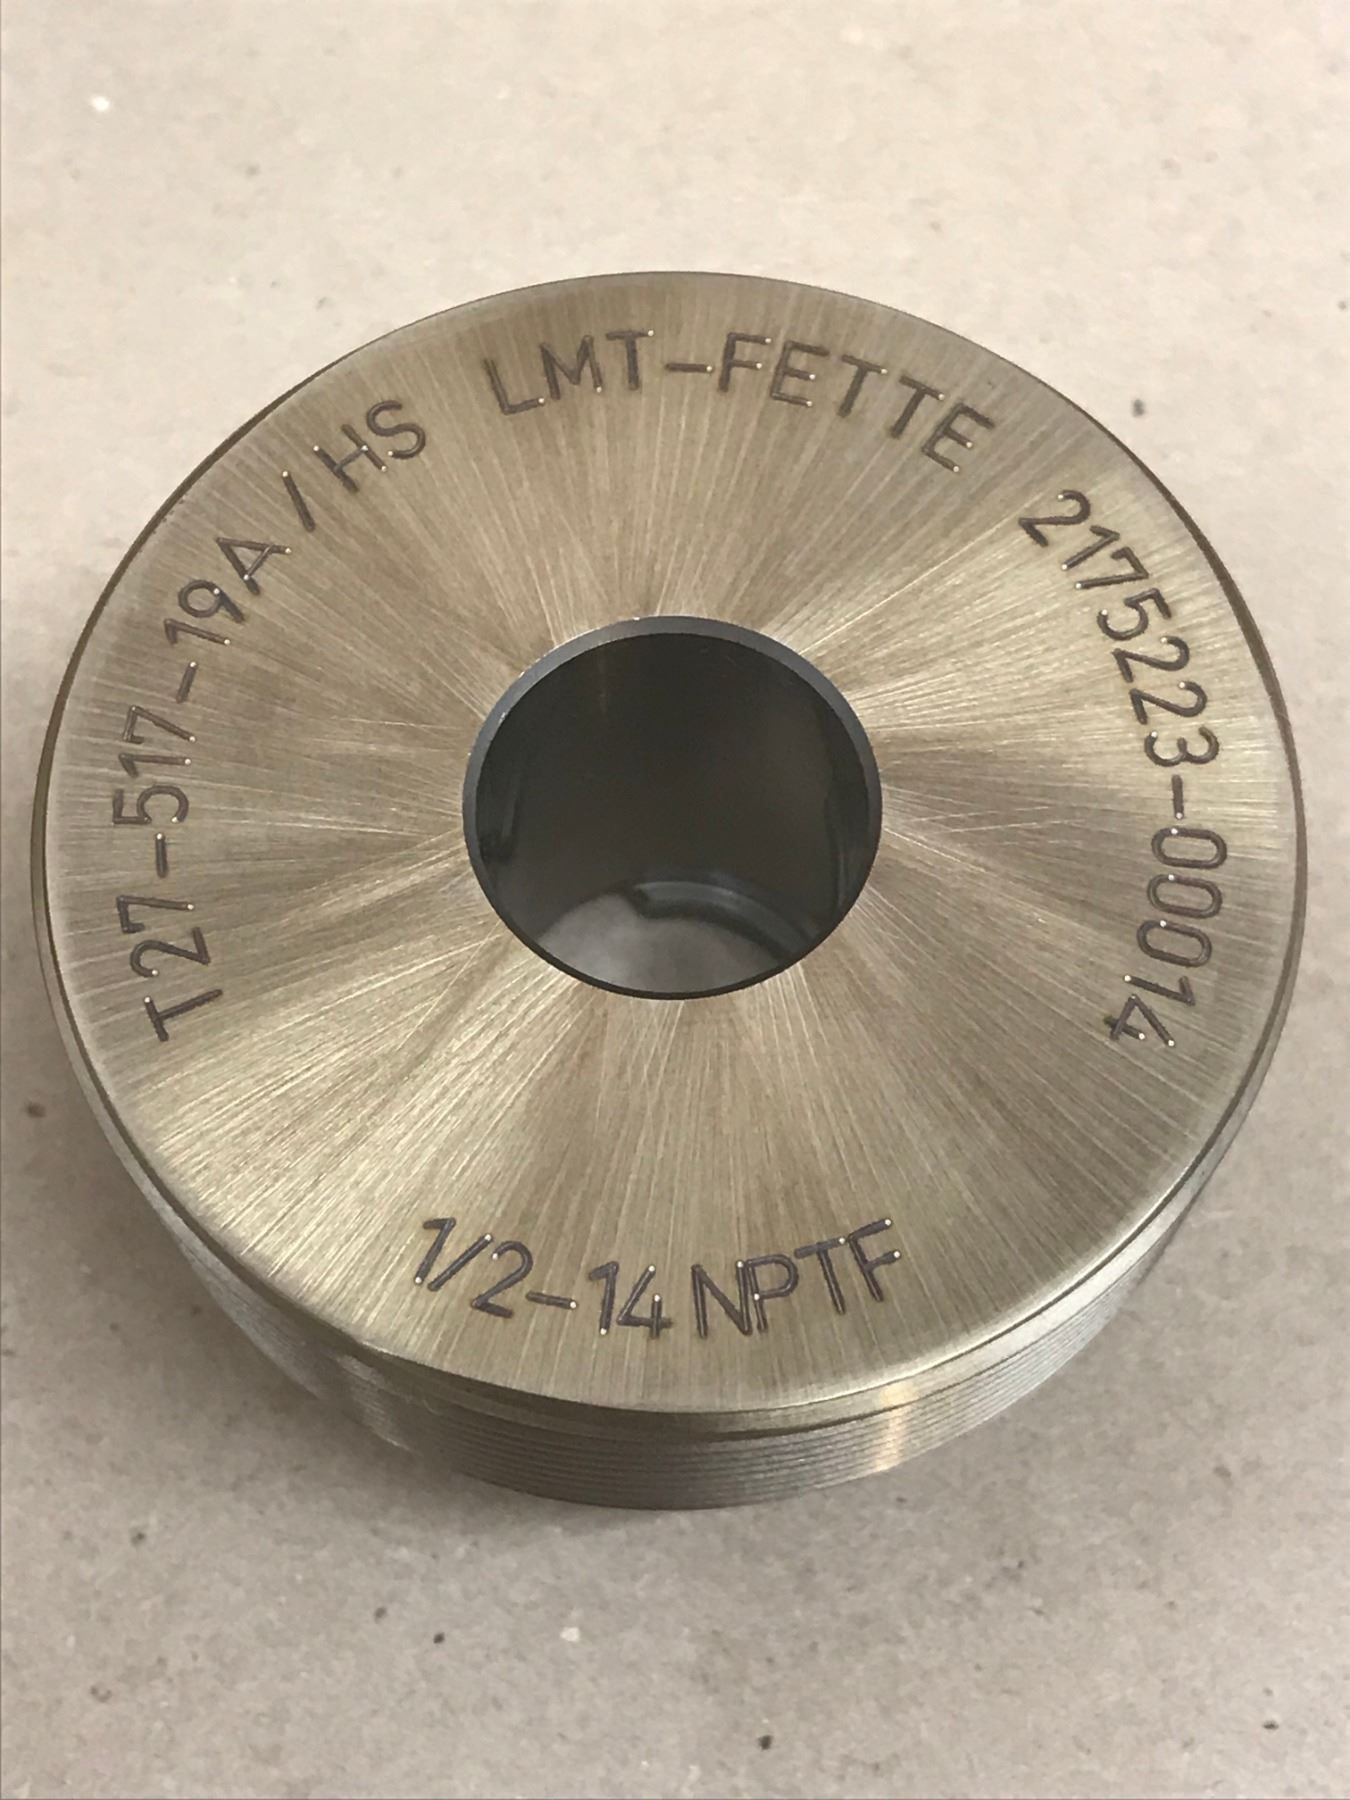 T27-517-19A/HS
LMT-FETTE
2175223-00014
1/2-14 NPTF